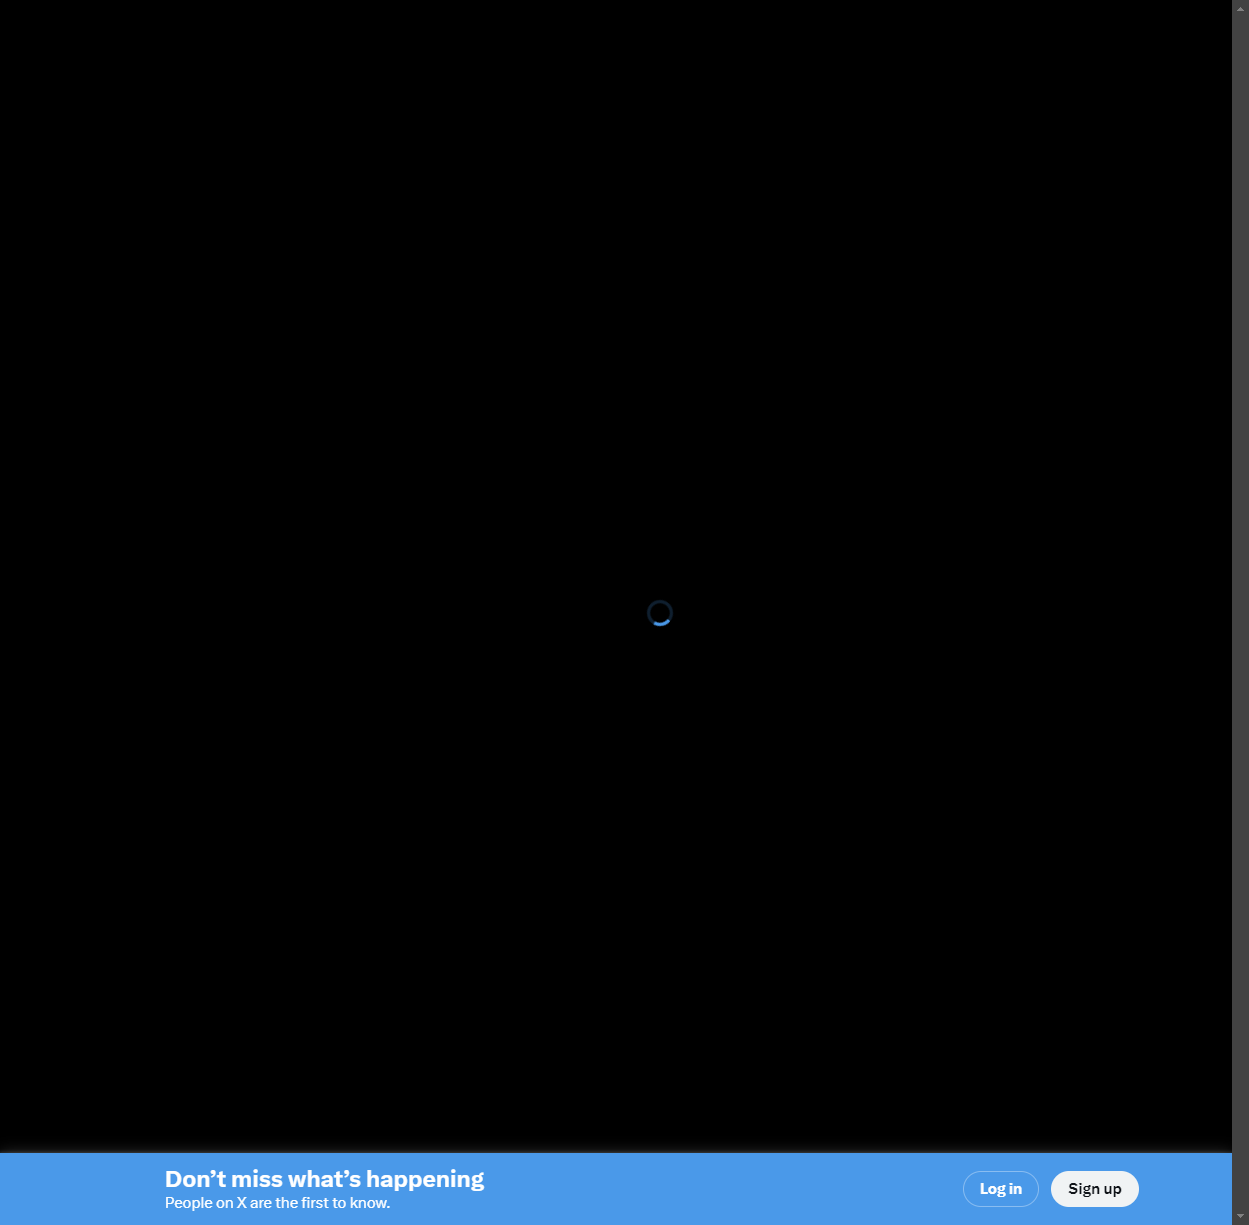 Don’t miss what’s happening
People on X are the first to know.
Log in
Sign up